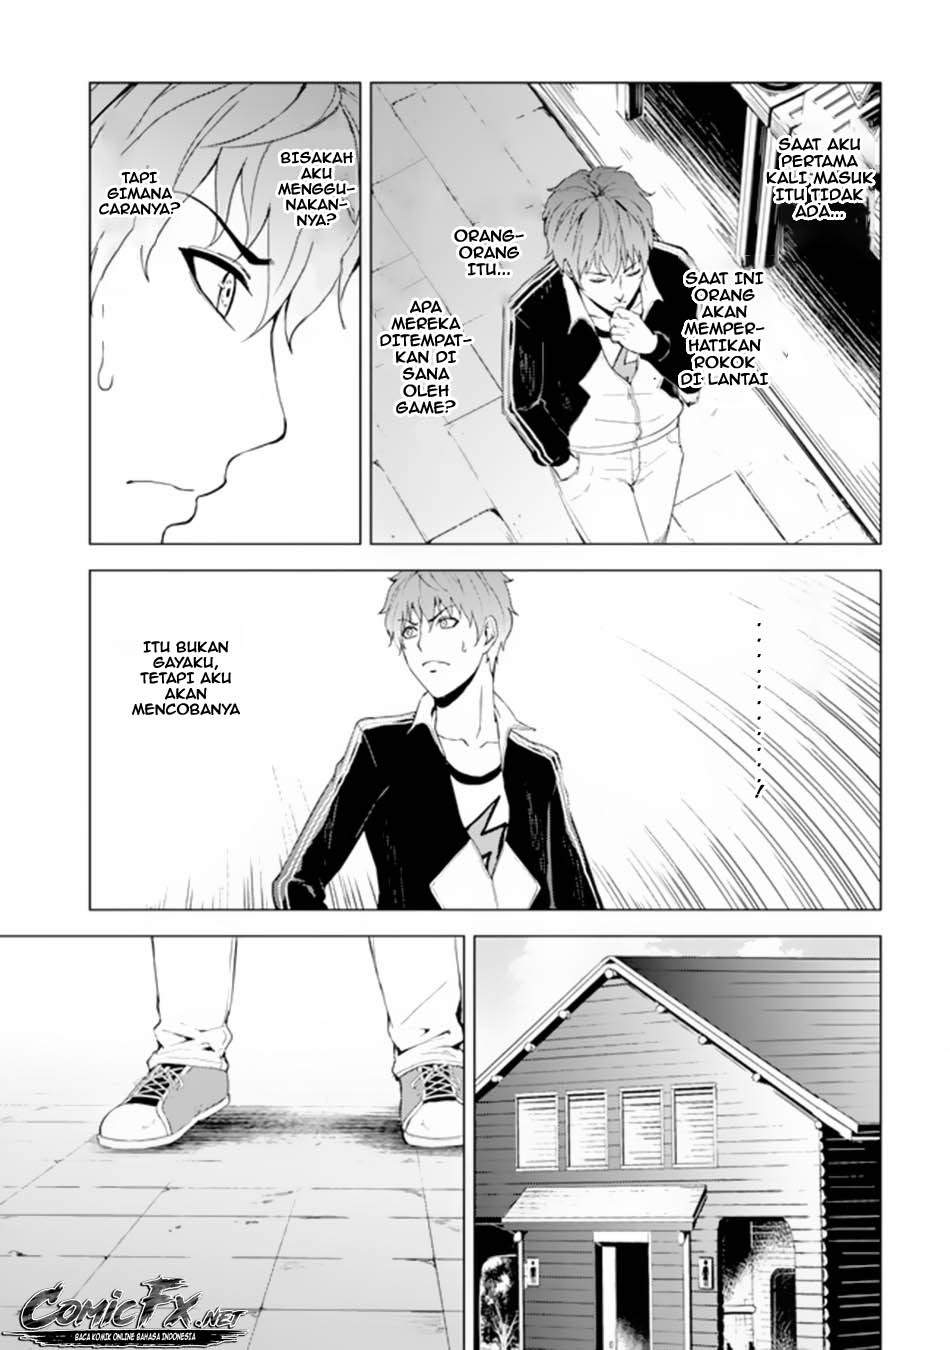 SAAT AKU
PERTAMA
KALI MASUK
ITU TIDAK
ADA...
SAAT INI
ORANG
AKAN
MEMPER-
HATIKAN
ROKOK
DI LANTAI
ORANG-
ORANG
ITU...
APA
MEREKA
DITEMPAT-
KAN DI
SANA
OLEH
GAME?
BISAKAH
AKU
MENGGU-
NAKAN-
NYA?
TAPI
GIMANA
CARANYA?
..........!
ITU BUKAN
GAYAKU,
TETAPI AKU
AKAN
MENCOBANYA
COMICFX.NET
BACA KOMIK ONLINE BAHASA INDONESIA